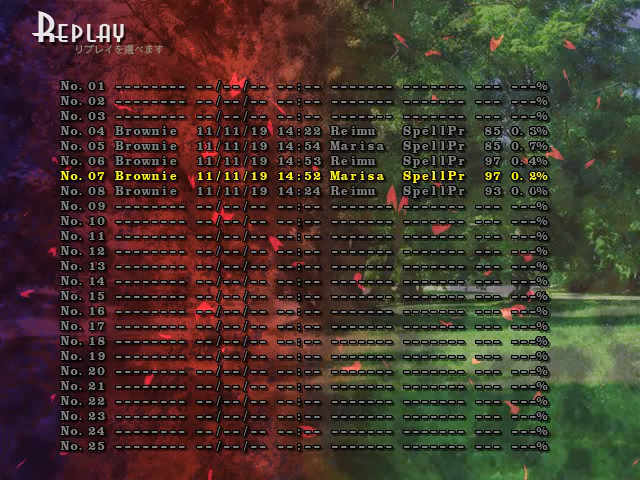 REPLAY
リプレイを選べます
No. 01 -------- --/--/-- --:-- ------ ------- --- ---%
No. 02 -------- --/--/-- --:-- ------ ------- --- ---%
No. 03 -------- --/--/-- --:-- ------ ------- --- ---%
No. 04 Brownie 11/11/19 14:22 Reimu SpellPr 85 0.3%
No. 05 Brownie 11/11/19 14:54 Marisa SpellPr 85 0.7%
No. 06 Brownie 11/11/19 14:53 Reimu SpellPr 97 0.4%
No. 07 Brownie 11/11/19 14:52 Marisa SpellPr 97 0.2%
No. 08 Brownie 11/11/19 14:24 Reimu SpellPr 93 0.0%
No. 09 -------- --/--/-- --:-- ------ ------- --- ---%
No. 10 -------- --/--/-- --:-- ------ ------- --- ---%
No. 11 -------- --/--/-- --:-- ------ ------- --- ---%
No. 12 -------- --/--/-- --:-- ------ ------- --- ---%
No. 13 -------- --/--/-- --:-- ------ ------- --- ---%
No. 14 -------- --/--/-- --:-- ------ ------- --- ---%
No. 15 -------- --/--/-- --:-- ------ ------- --- ---%
No. 16 -------- --/--/-- --:-- ------ ------- --- ---%
No. 17 -------- --/--/-- --:-- ------ ------- --- ---%
No. 18 -------- --/--/-- --:-- ------ ------- --- ---%
No. 19 -------- --/--/-- --:-- ------ ------- --- ---%
No. 20 -------- --/--/-- --:-- ------ ------- --- ---%
No. 21 -------- --/--/-- --:-- ------ ------- --- ---%
No. 22 -------- --/--/-- --:-- ------ ------- --- ---%
No. 23 -------- --/--/-- --:-- ------ ------- --- ---%
No. 24 -------- --/--/-- --:-- ------ ------- --- ---%
No. 25 -------- --/--/-- --:-- ------ ------- --- ---%